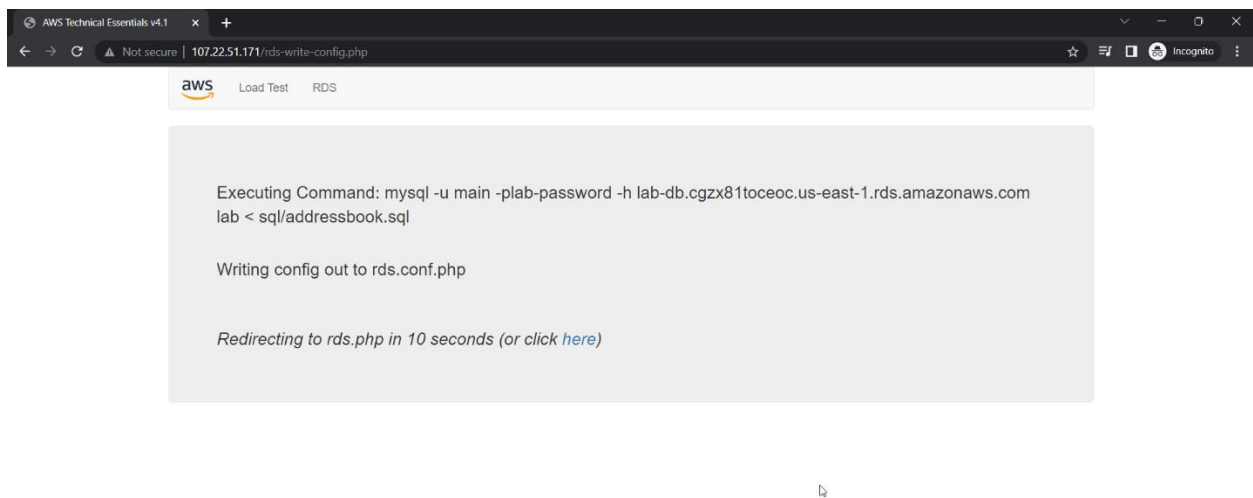 AWS Technical Essentials v4.1
Not secure | 107.22.51.171/rds-write-config.php
Incognito
aws Load Test RDS
Executing Command: mysql -u main -plab-password -h lab-db.cgzx81toceoc.us-east-1.rds.amazonaws.com
lab < sql/addressbook.sql
Writing config out to rds.conf.php
Redirecting to rds.php in 10 seconds (or click here)